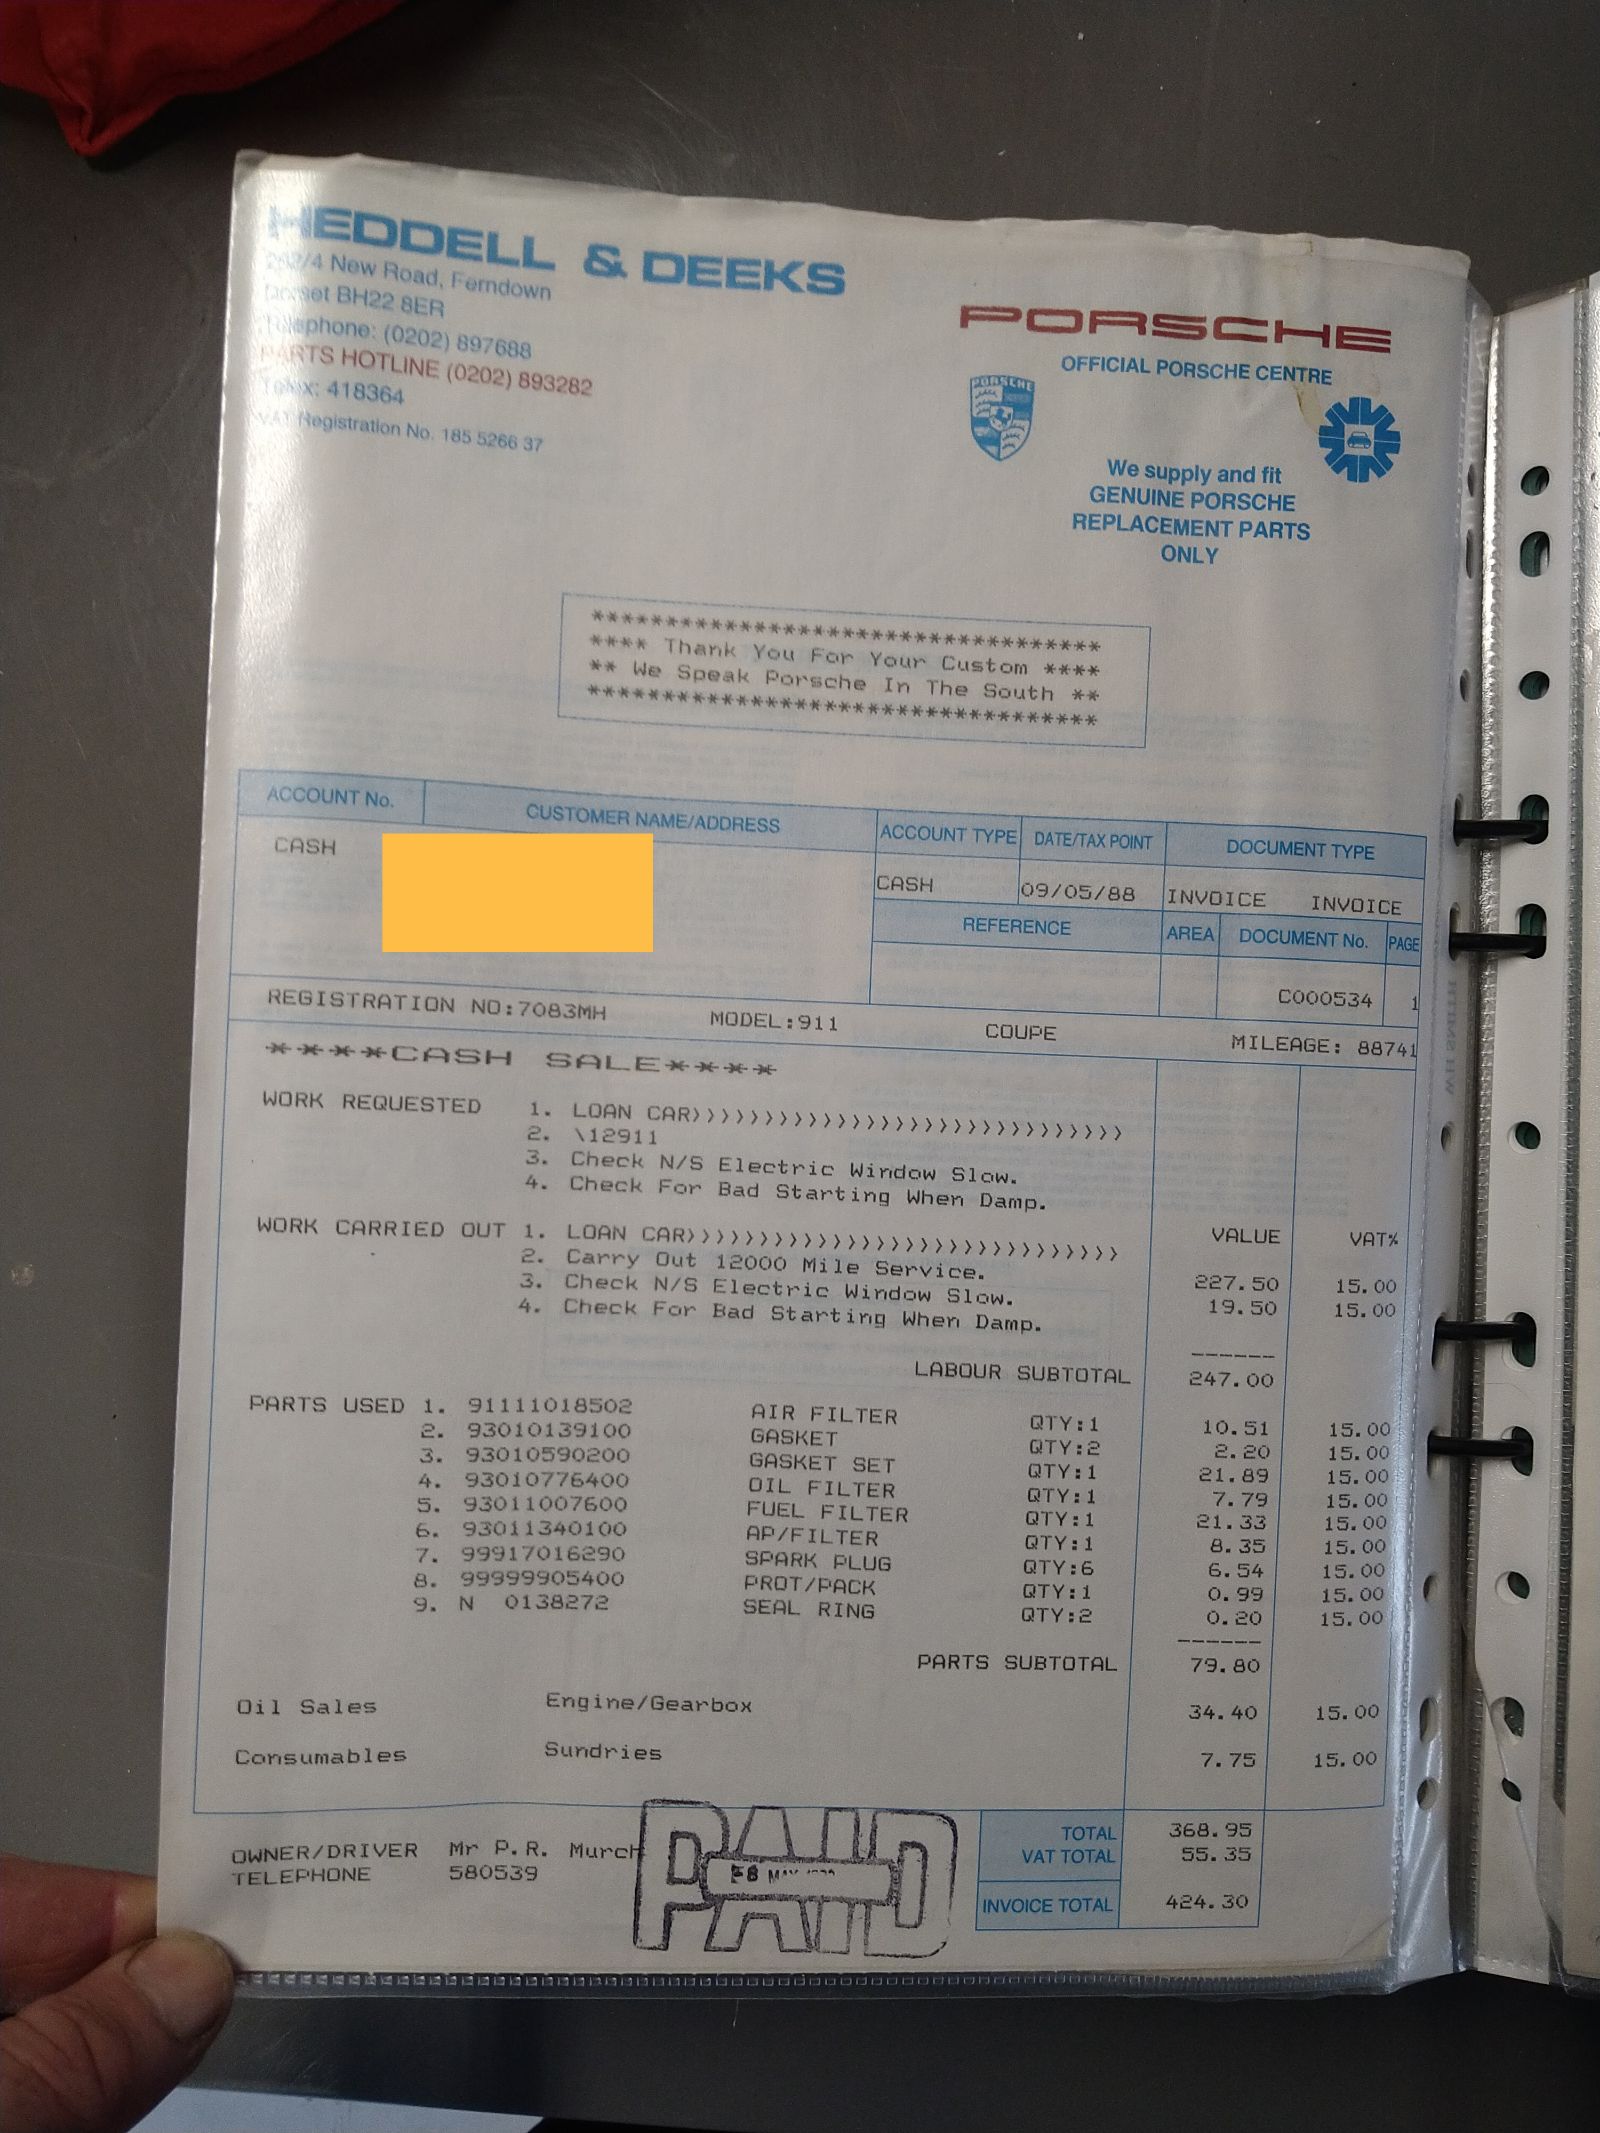 HEDDELL & DEEKS
292/4 New Road, Ferndown
Dorset BH22 8ER
Telephone: (0202) 897688
PARTS HOTLINE (0202) 893282
Telex: 418364
VAT Registration No. 185 5266 37
PORSCHE
OFFICIAL PORSCHE CENTRE
PORSCHE
We supply and fit
GENUINE PORSCHE
REPLACEMENT PARTS
ONLY
**********************************
**** Thank You For Your Custom ****
** We Speak Porsche In The South **
**********************************
ACCOUNT No. CUSTOMER NAME/ADDRESS ACCOUNT TYPE DATE/TAX POINT DOCUMENT TYPE
CASH CASH 09/05/88 INVOICE INVOICE
REFERENCE AREA DOCUMENT No. PAGE
C000534 1
REGISTRATION NO:7083MH MODEL:911 COUPE MILEAGE: 88741
****CASH SALE****
WORK REQUESTED 1. LOAN CAR))))))))))))))))))))))))))))))
2. \12911
3. Check N/S Electric Window Slow.
4. Check For Bad Starting When Damp.
WORK CARRIED OUT 1. LOAN CAR)))))))))))))))))))))))))))))) VALUE VAT%
2. Carry Out 12000 Mile Service. 227.50 15.00
3. Check N/S Electric Window Slow. 19.50 15.00
4. Check For Bad Starting When Damp.
LABOUR SUBTOTAL 247.00
PARTS USED 1. 91111018502 AIR FILTER QTY:1 10.51 15.00
2. 93010139100 GASKET QTY:2 2.20 15.00
3. 93010590200 GASKET SET QTY:1 21.89 15.00
4. 93010776400 OIL FILTER QTY:1 7.79 15.00
5. 93011007600 FUEL FILTER QTY:1 21.33 15.00
6. 93011340100 AP/FILTER QTY:1 8.35 15.00
7. 99917016290 SPARK PLUG QTY:6 6.54 15.00
8. 99999905400 PROT/PACK QTY:1 0.99 15.00
9. N 0138272 SEAL RING QTY:2 0.20 15.00
PARTS SUBTOTAL 79.80
Oil Sales Engine/Gearbox 34.40 15.00
Consumables Sundries 7.75 15.00
OWNER/DRIVER Mr P.R. Murch
TELEPHONE 580539
PAID
MAY
TOTAL 368.95
VAT TOTAL 55.35
INVOICE TOTAL 424.30